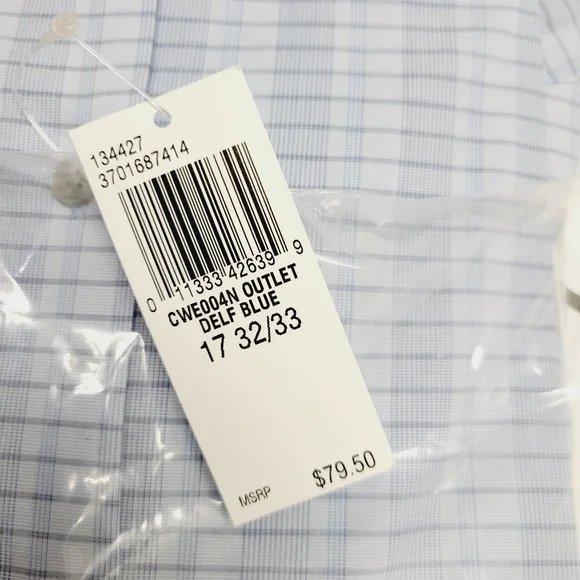 134427
3701687414
0 11333 42639 9
CWE004N OUTLET
DELF BLUE
17 32/33
MSRP $79.50